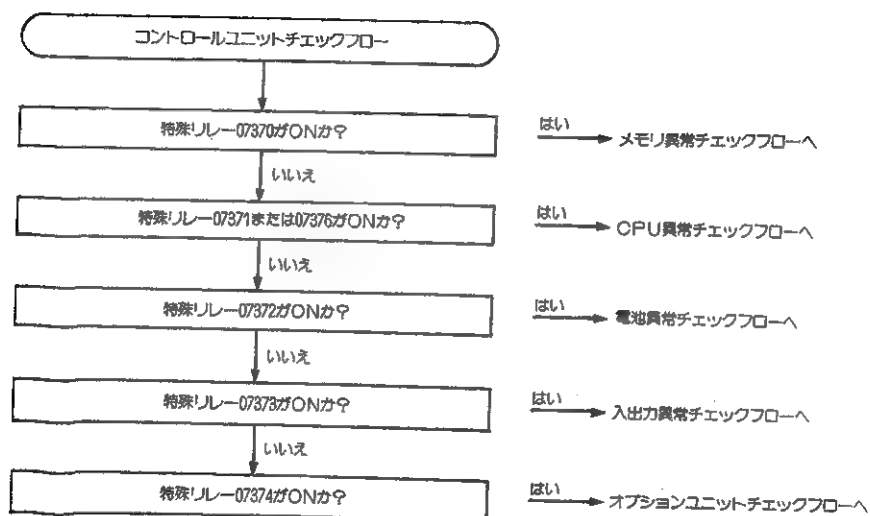 コントロールユニットチェックフロー
特殊リレー07370がONか?
はい
メモリ異常チェックフローへ
いいえ
特殊リレー07371または07376がONか?
はい
CPU異常チェックフローへ
いいえ
特殊リレー07372がONか?
はい
電池異常チェックフローへ
いいえ
特殊リレー07373がONか?
はい
入出力異常チェックフローへ
いいえ
特殊リレー07374がONか?
はい
オプションユニットチェックフローへ